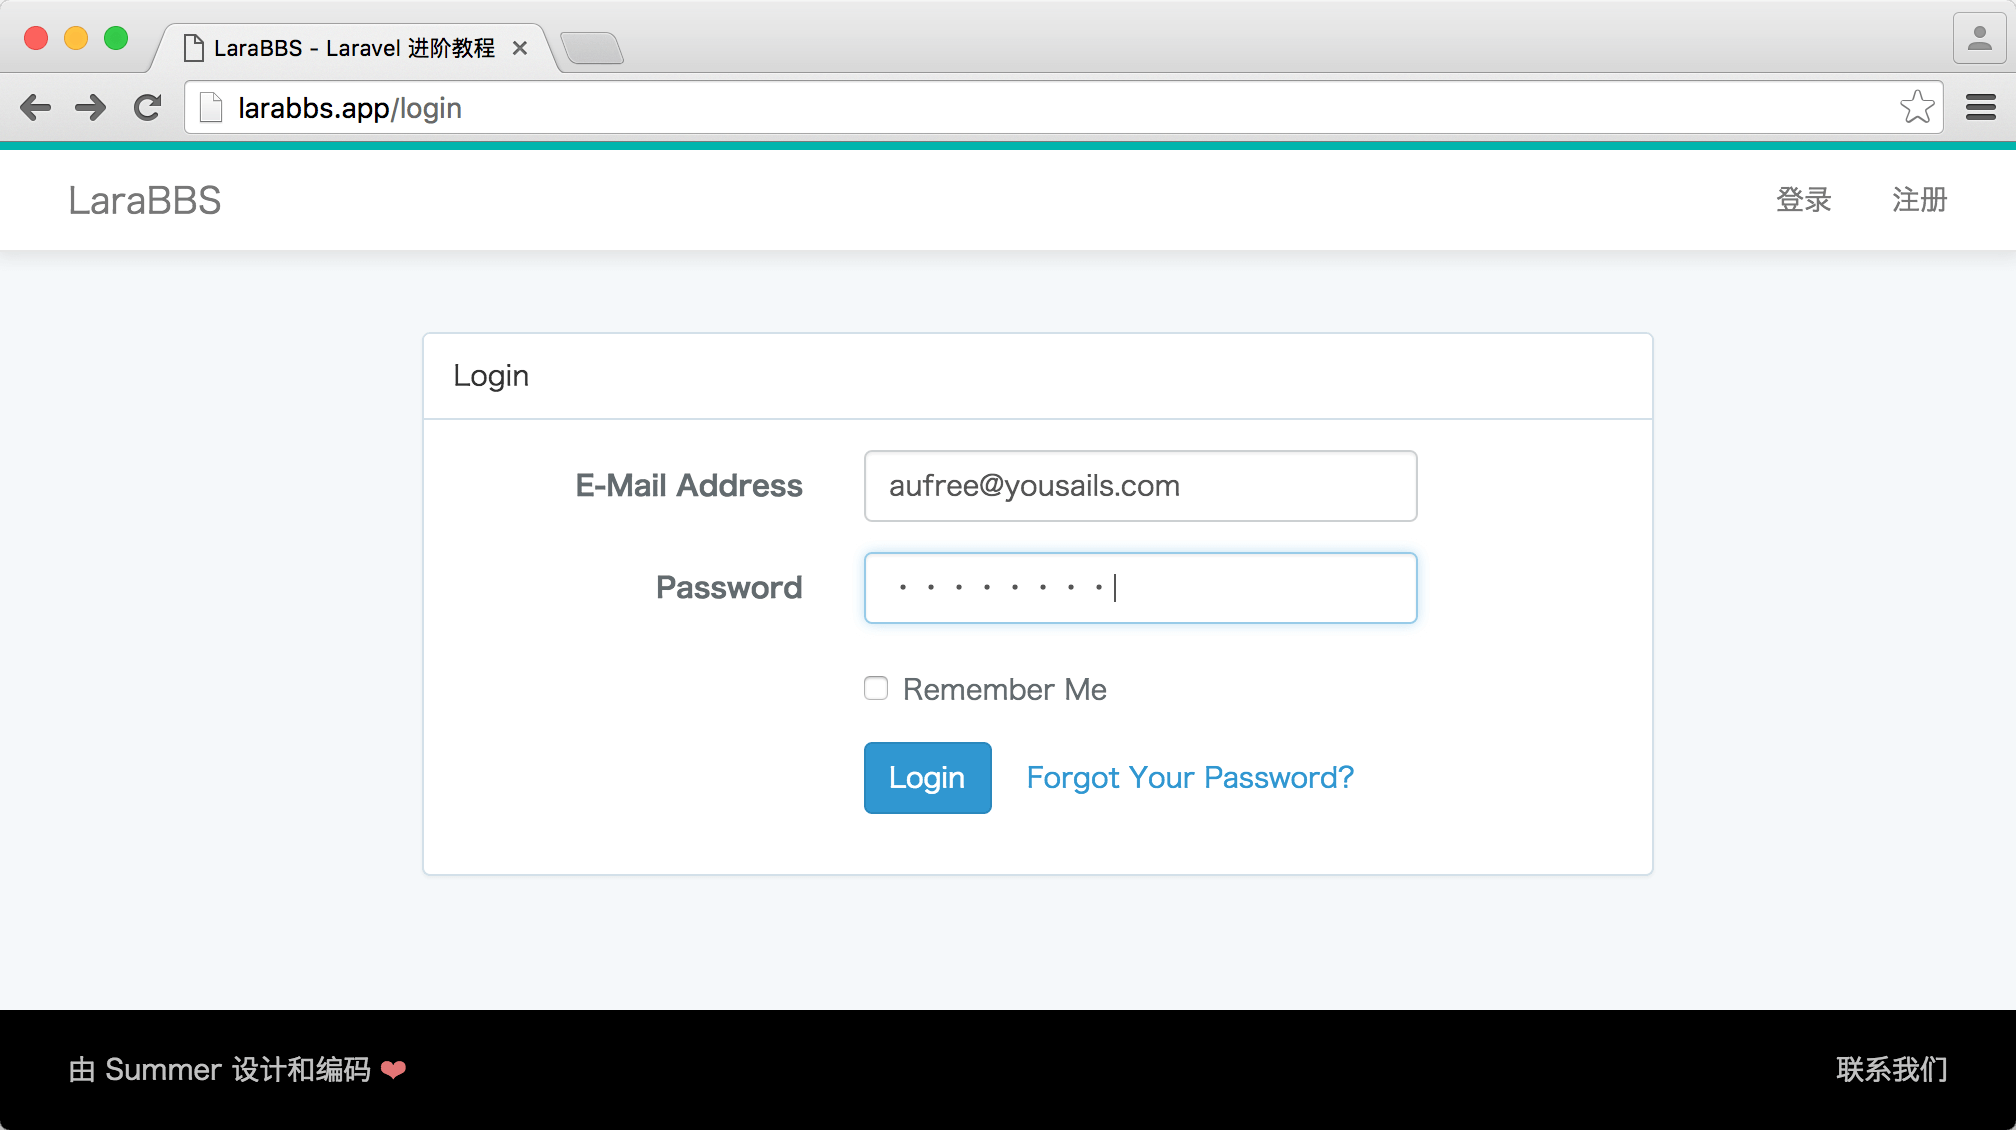 LaraBBS - Laravel 进阶教程
larabbs.app/login
LaraBBS
登录
注册
Login
E-Mail Address
aufree@yousails.com
Password
········
Remember Me
Login
Forgot Your Password?
由 Summer 设计和编码 ❤
联系我们